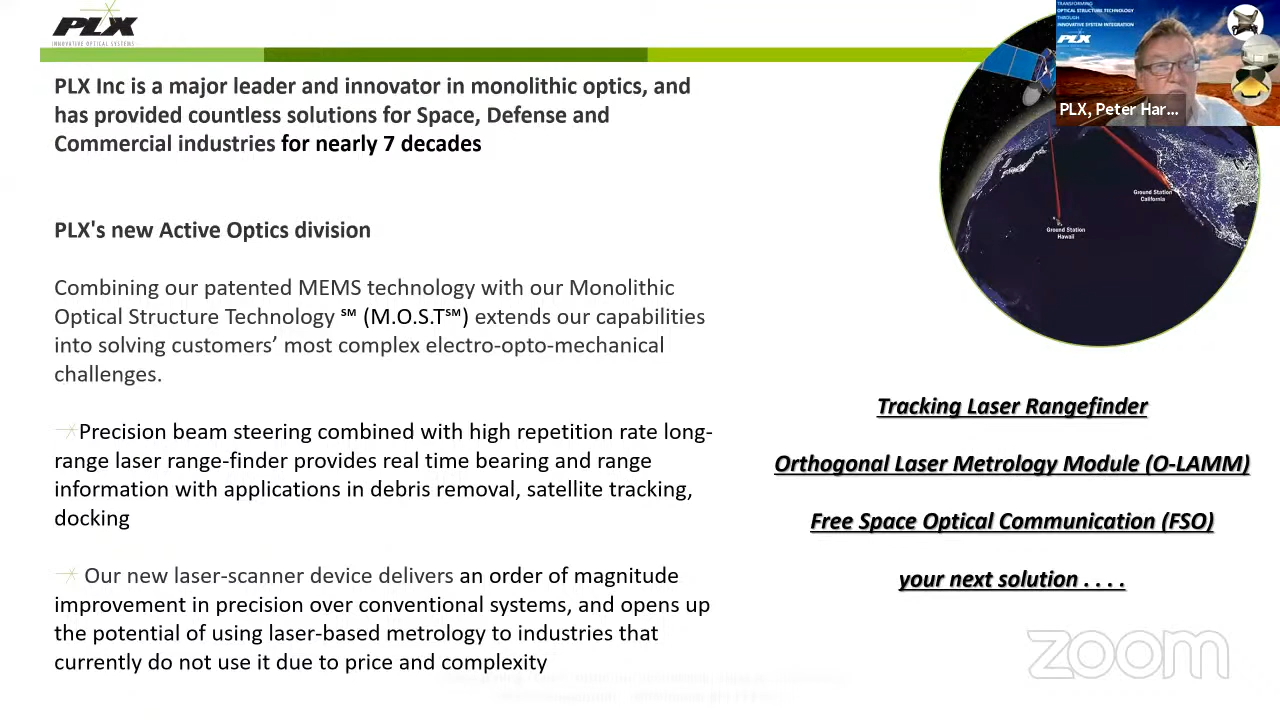 PLX
INNOVATIVE OPTICAL SYSTEMS
PLX Inc is a major leader and innovator in monolithic optics, and
has provided countless solutions for Space, Defense and
Commercial industries for nearly 7 decades
PLX's new Active Optics division
Combining our patented MEMS technology with our Monolithic
Optical Structure Technology ℠ (M.O.S.T℠) extends our capabilities
into solving customers’ most complex electro-opto-mechanical
challenges.
Precision beam steering combined with high repetition rate long-
range laser range-finder provides real time bearing and range
information with applications in debris removal, satellite tracking,
docking
Our new laser-scanner device delivers an order of magnitude
improvement in precision over conventional systems, and opens up
the potential of using laser-based metrology to industries that
currently do not use it due to price and complexity
TRANSFORMING
OPTICAL STRUCTURE TECHNOLOGY
THROUGH
INNOVATIVE SYSTEM INTEGRATION
PLX
PLX, Peter Har...
Ground Station
California
Ground Station
Hawaii
Tracking Laser Rangefinder
Orthogonal Laser Metrology Module (O-LAMM)
Free Space Optical Communication (FSO)
your next solution . . . .
zoom